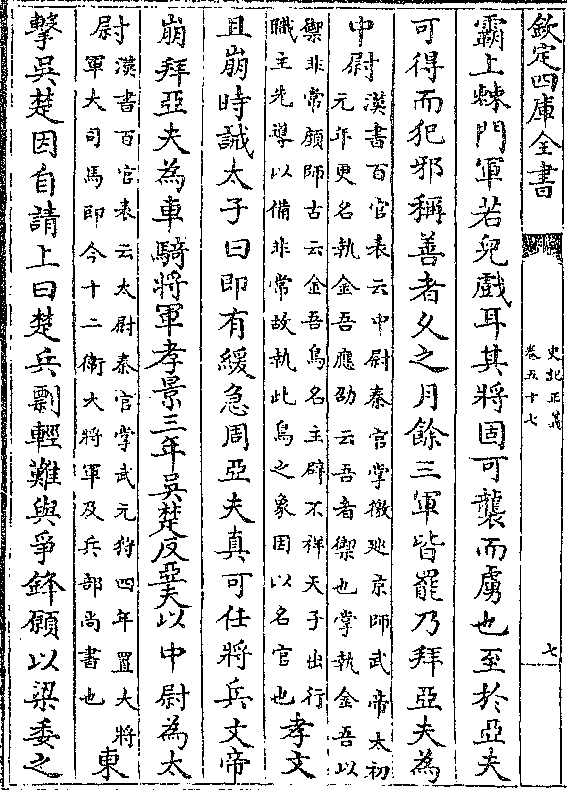 欽定四庫全書
史記正義
卷五十七
七
霸上棘門軍若兒戲耳其將固可襲而虜也至於亞夫
可得而犯邪稱善者久之月餘三軍皆罷乃拜亞夫為
中尉
漢書百官表云中尉秦官掌徼廵京師武帝太初
元年更名執金吾應劭云吾者禦也掌執金吾以
禦非常顔師古云金吾鳥名主辟不祥天子出行
職主先導以備非常故執此鳥之象因以名官也
孝文
且崩時誡太子曰即有緩急周亞夫真可任將兵文帝
崩拜亞夫為車騎將軍孝景三年吳楚反亞夫以中尉為太
尉
漢書百官表云太尉秦官掌武元狩四年置大將
軍大司馬即今十二衛大將軍及兵部尚書也
東
擊吳楚因自請上曰楚兵剽輕難與爭鋒願以梁委之